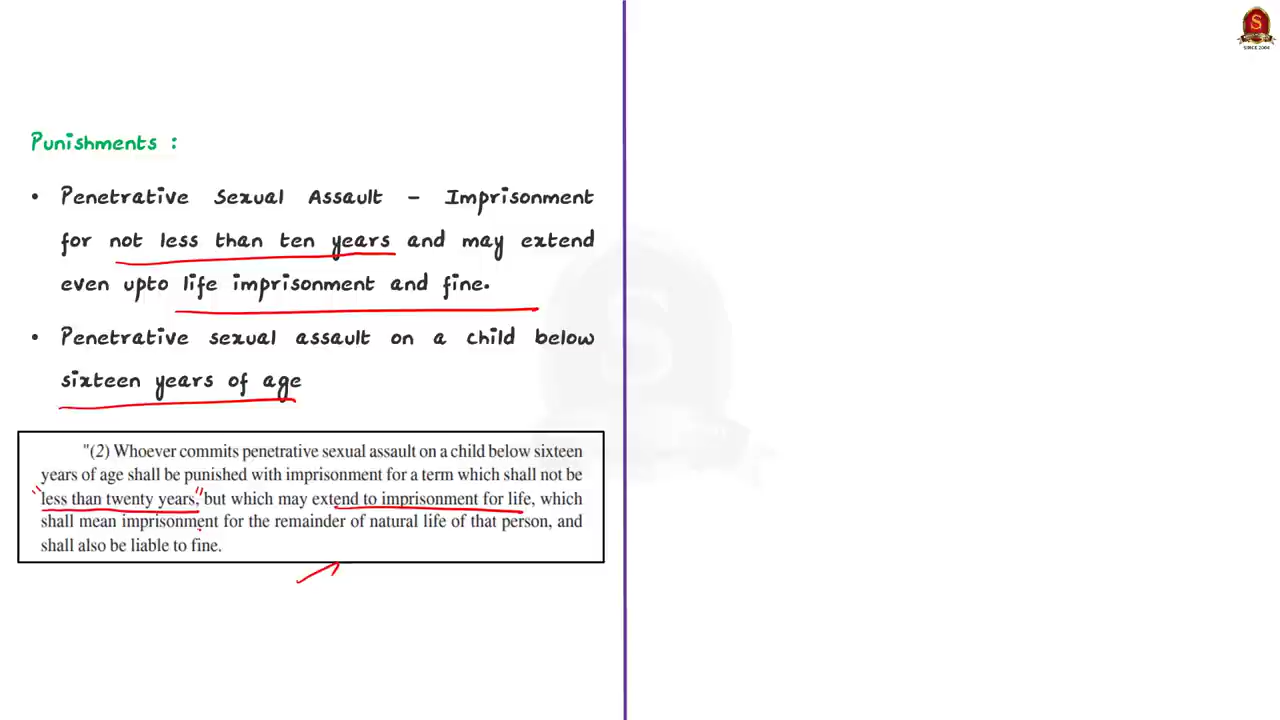 Punishments :
• Penetrative Sexual Assault - Imprisonment
for not less than ten years and may extend
even upto life imprisonment and fine.
• Penetrative sexual assault on a child below
sixteen years of age
"(2) Whoever commits penetrative sexual assault on a child below sixteen
years of age shall be punished with imprisonment for a term which shall not be
less than twenty years, but which may extend to imprisonment for life, which
shall mean imprisonment for the remainder of natural life of that person, and
shall also be liable to fine.
S
SINCE 2004
S